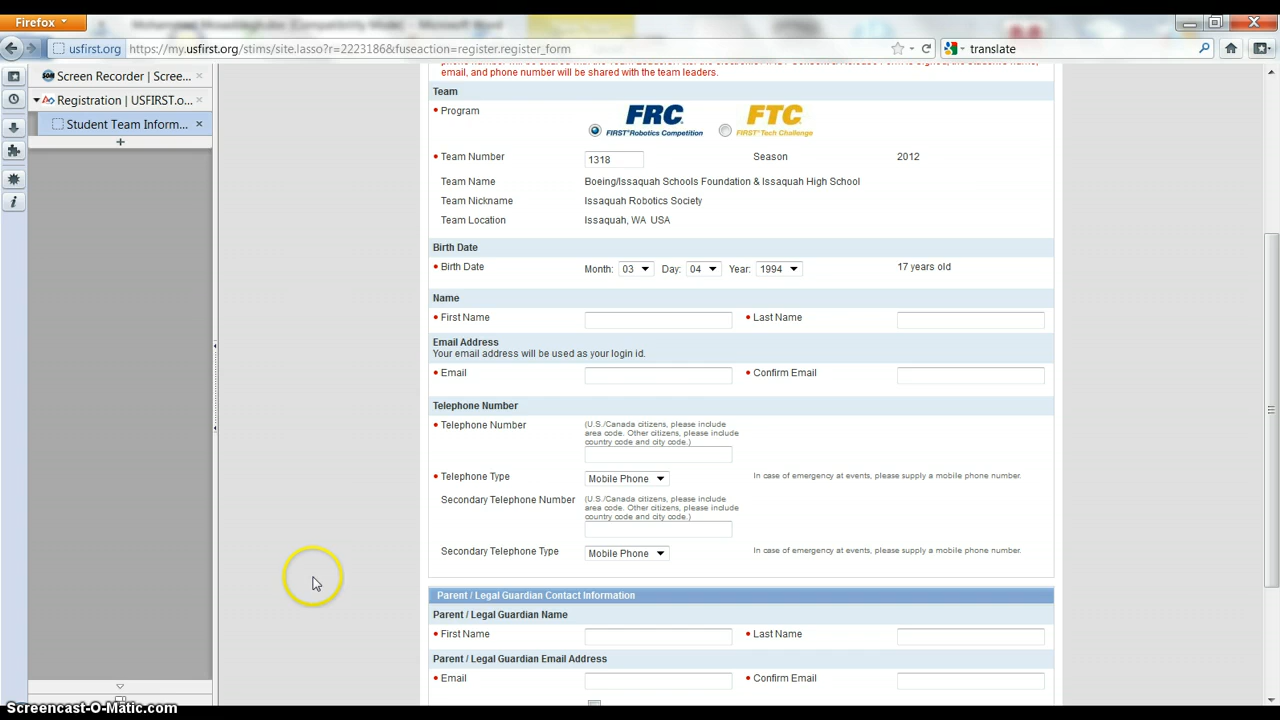 Firefox
usfirst.org https://my.usfirst.org/stims/site.lasso?r=2223186&fuseaction=register.register_form
translate
Screen Recorder | Scree...
Registration | USFIRST.o...
Student Team Inform...
email, and phone number will be shared with the team leaders.
Team
• Program
FRC FIRST Robotics Competition
FTC FIRST Tech Challenge
• Team Number 1318 Season 2012
Team Name Boeing/Issaquah Schools Foundation & Issaquah High School
Team Nickname Issaquah Robotics Society
Team Location Issaquah, WA USA
Birth Date
• Birth Date Month: 03 Day: 04 Year: 1994 17 years old
Name
• First Name • Last Name
Email Address
Your email address will be used as your login id.
• Email • Confirm Email
Telephone Number
• Telephone Number (U.S./Canada citizens, please include
area code. Other citizens, please include
country code and city code.)
• Telephone Type Mobile Phone In case of emergency at events, please supply a mobile phone number.
Secondary Telephone Number (U.S./Canada citizens, please include
area code. Other citizens, please include
country code and city code.)
Secondary Telephone Type Mobile Phone In case of emergency at events, please supply a mobile phone number.
Parent / Legal Guardian Contact Information
Parent / Legal Guardian Name
• First Name • Last Name
Parent / Legal Guardian Email Address
• Email • Confirm Email
Screencast-O-Matic.com